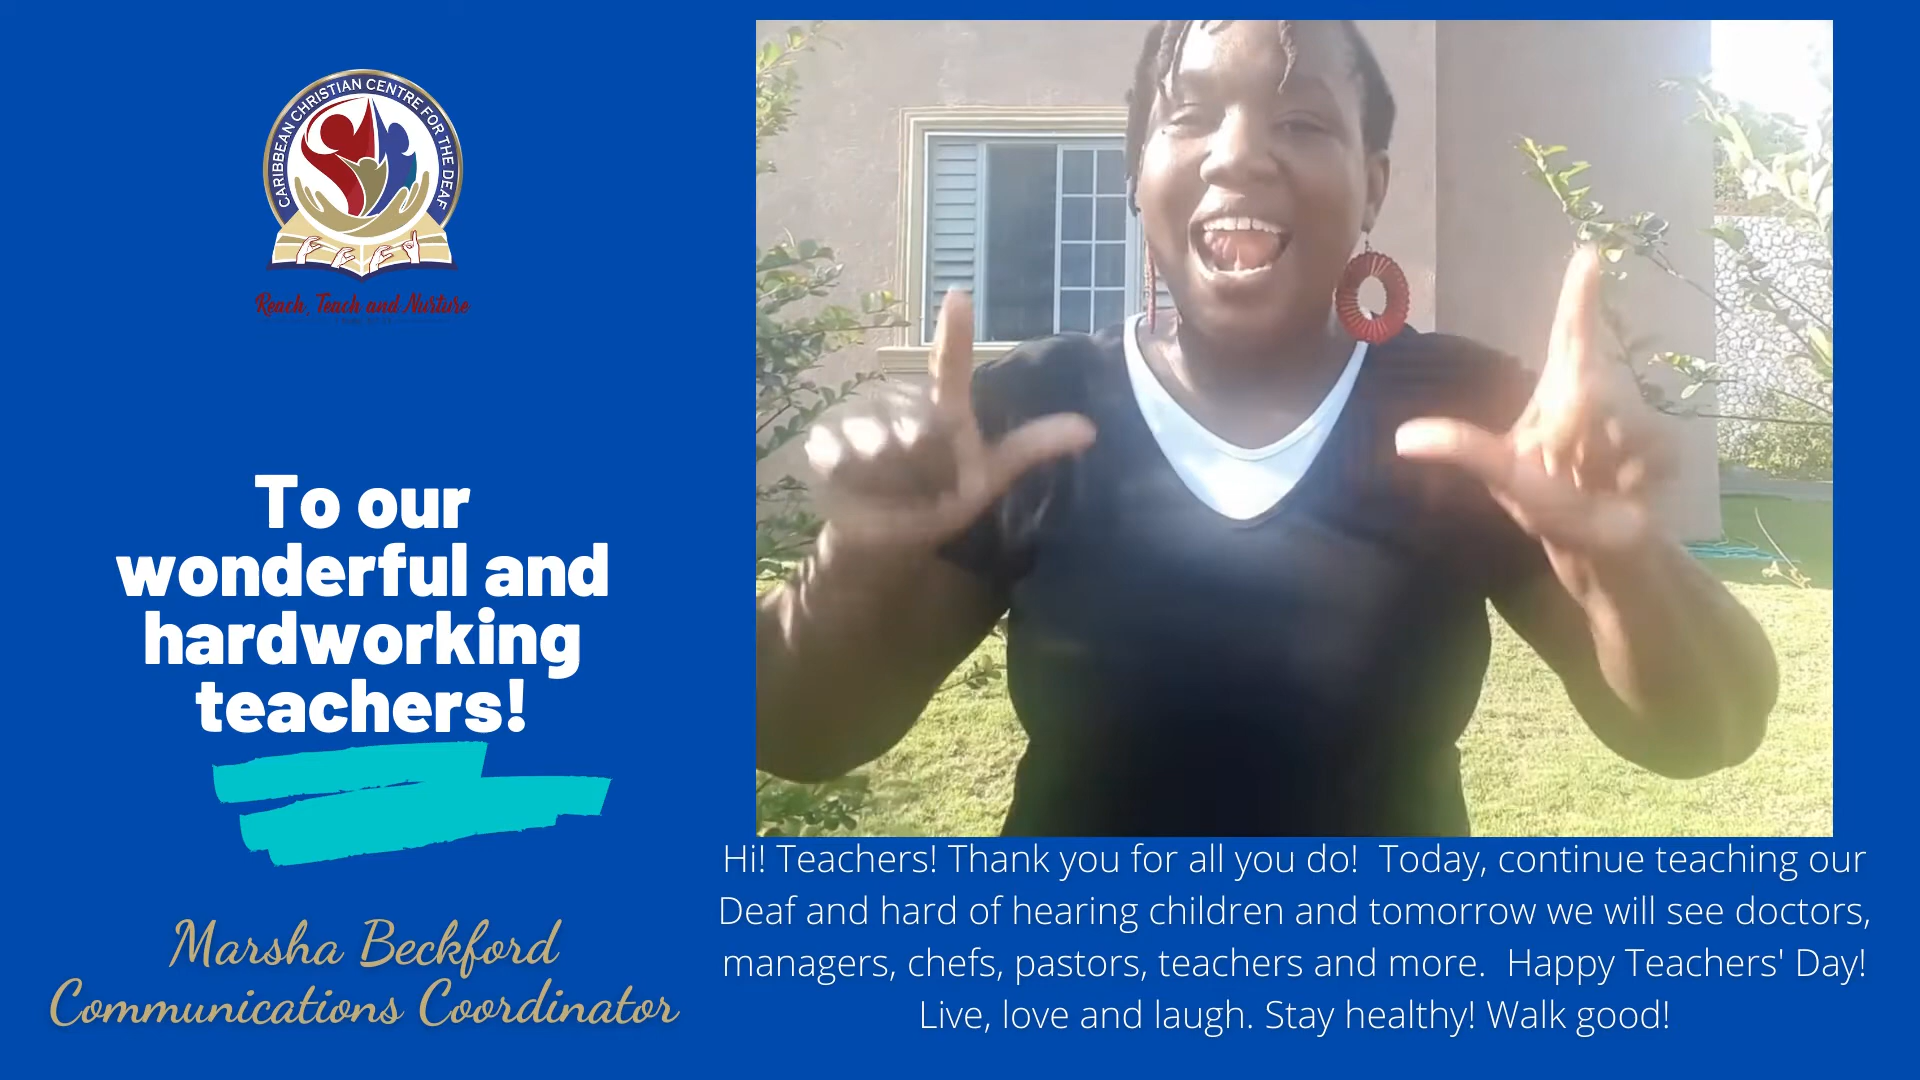 CARIBBEAN CHRISTIAN CENTRE FOR THE DEAF
Reach, Teach and Nurture
To our
wonderful and
hardworking
teachers!
Marsha Beckford
Communications Coordinator
Hi! Teachers! Thank you for all you do!  Today, continue teaching our
Deaf and hard of hearing children and tomorrow we will see doctors,
managers, chefs, pastors, teachers and more.  Happy Teachers' Day!
Live, love and laugh. Stay healthy! Walk good!